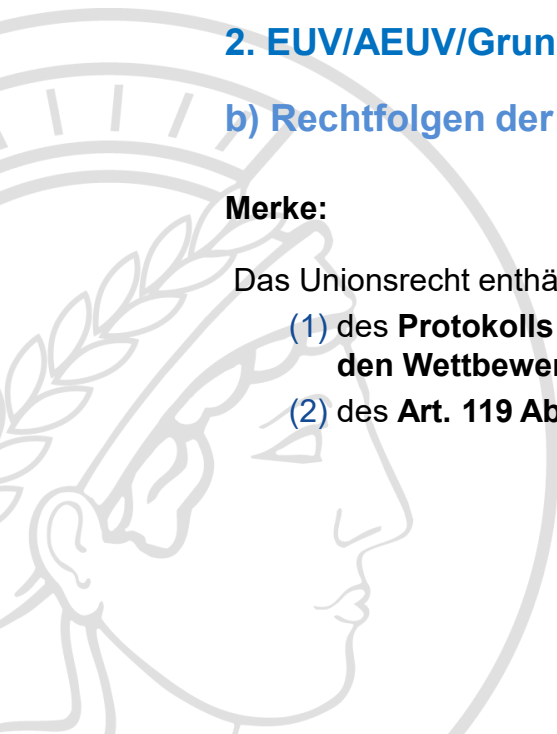 2. EUV/AEUV/Grun
b) Rechtfolgen der
Merke:
Das Unionsrecht enthä
(1) des Protokolls
den Wettbewer
(2) des Art. 119 Ab